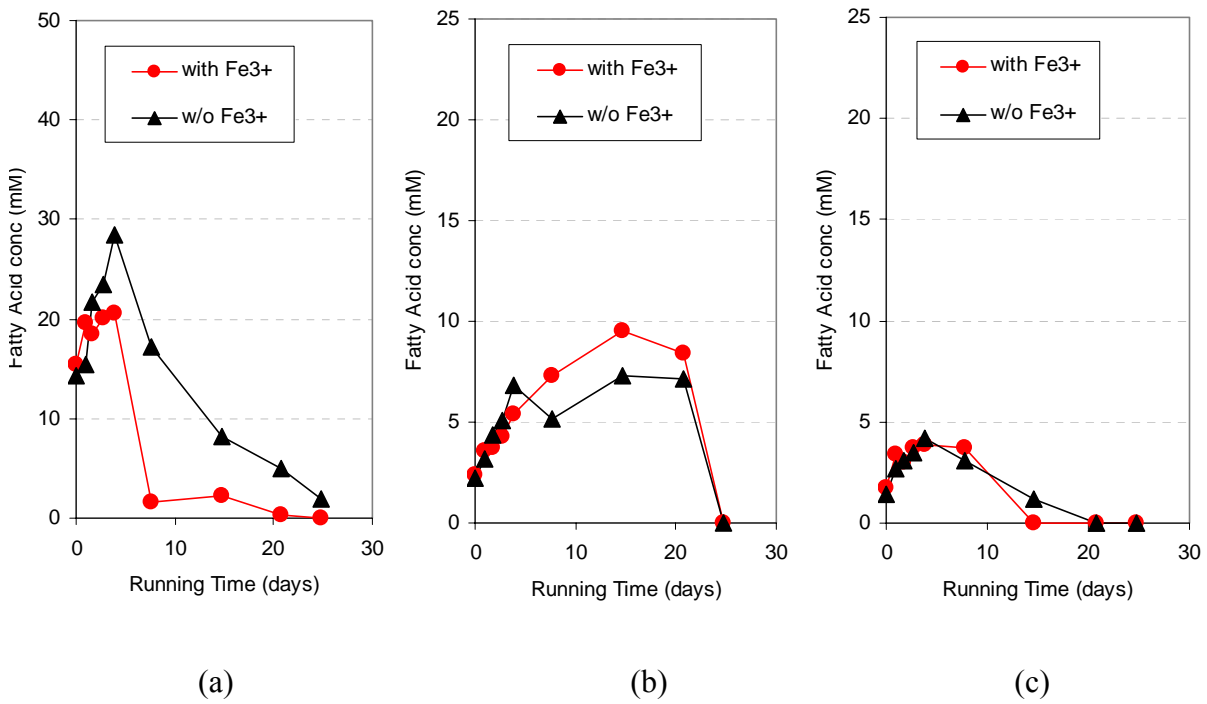 50
40
30
20
10
0
0 10 20 30
Fatty Acid conc (mM)
Running Time (days)
with Fe3+
w/o Fe3+
(a)
25
20
15
10
5
0
0 10 20 30
Fatty Acid conc (mM)
Running Time (days)
with Fe3+
w/o Fe3+
(b)
25
20
15
10
5
0
0 10 20 30
Fatty Acid conc (mM)
Running Time (days)
with Fe3+
w/o Fe3+
(c)